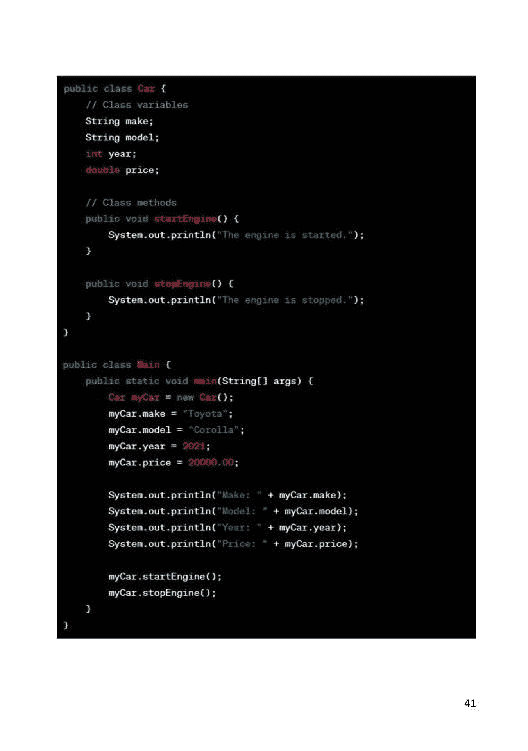 public class Car {
    // Class variables
    String make;
    String model;
    int year;
    double price;

    // Class methods
    public void startEngine() {
        System.out.println("The engine is started.");
    }

    public void stopEngine() {
        System.out.println("The engine is stopped.");
    }
}

public class Main {
    public static void main(String[] args) {
        Car myCar = new Car();
        myCar.make = "Toyota";
        myCar.model = "Corolla";
        myCar.year = 2021;
        myCar.price = 20000.00;

        System.out.println("Make: " + myCar.make);
        System.out.println("Model: " + myCar.model);
        System.out.println("Year: " + myCar.year);
        System.out.println("Price: " + myCar.price);

        myCar.startEngine();
        myCar.stopEngine();
    }
}
41